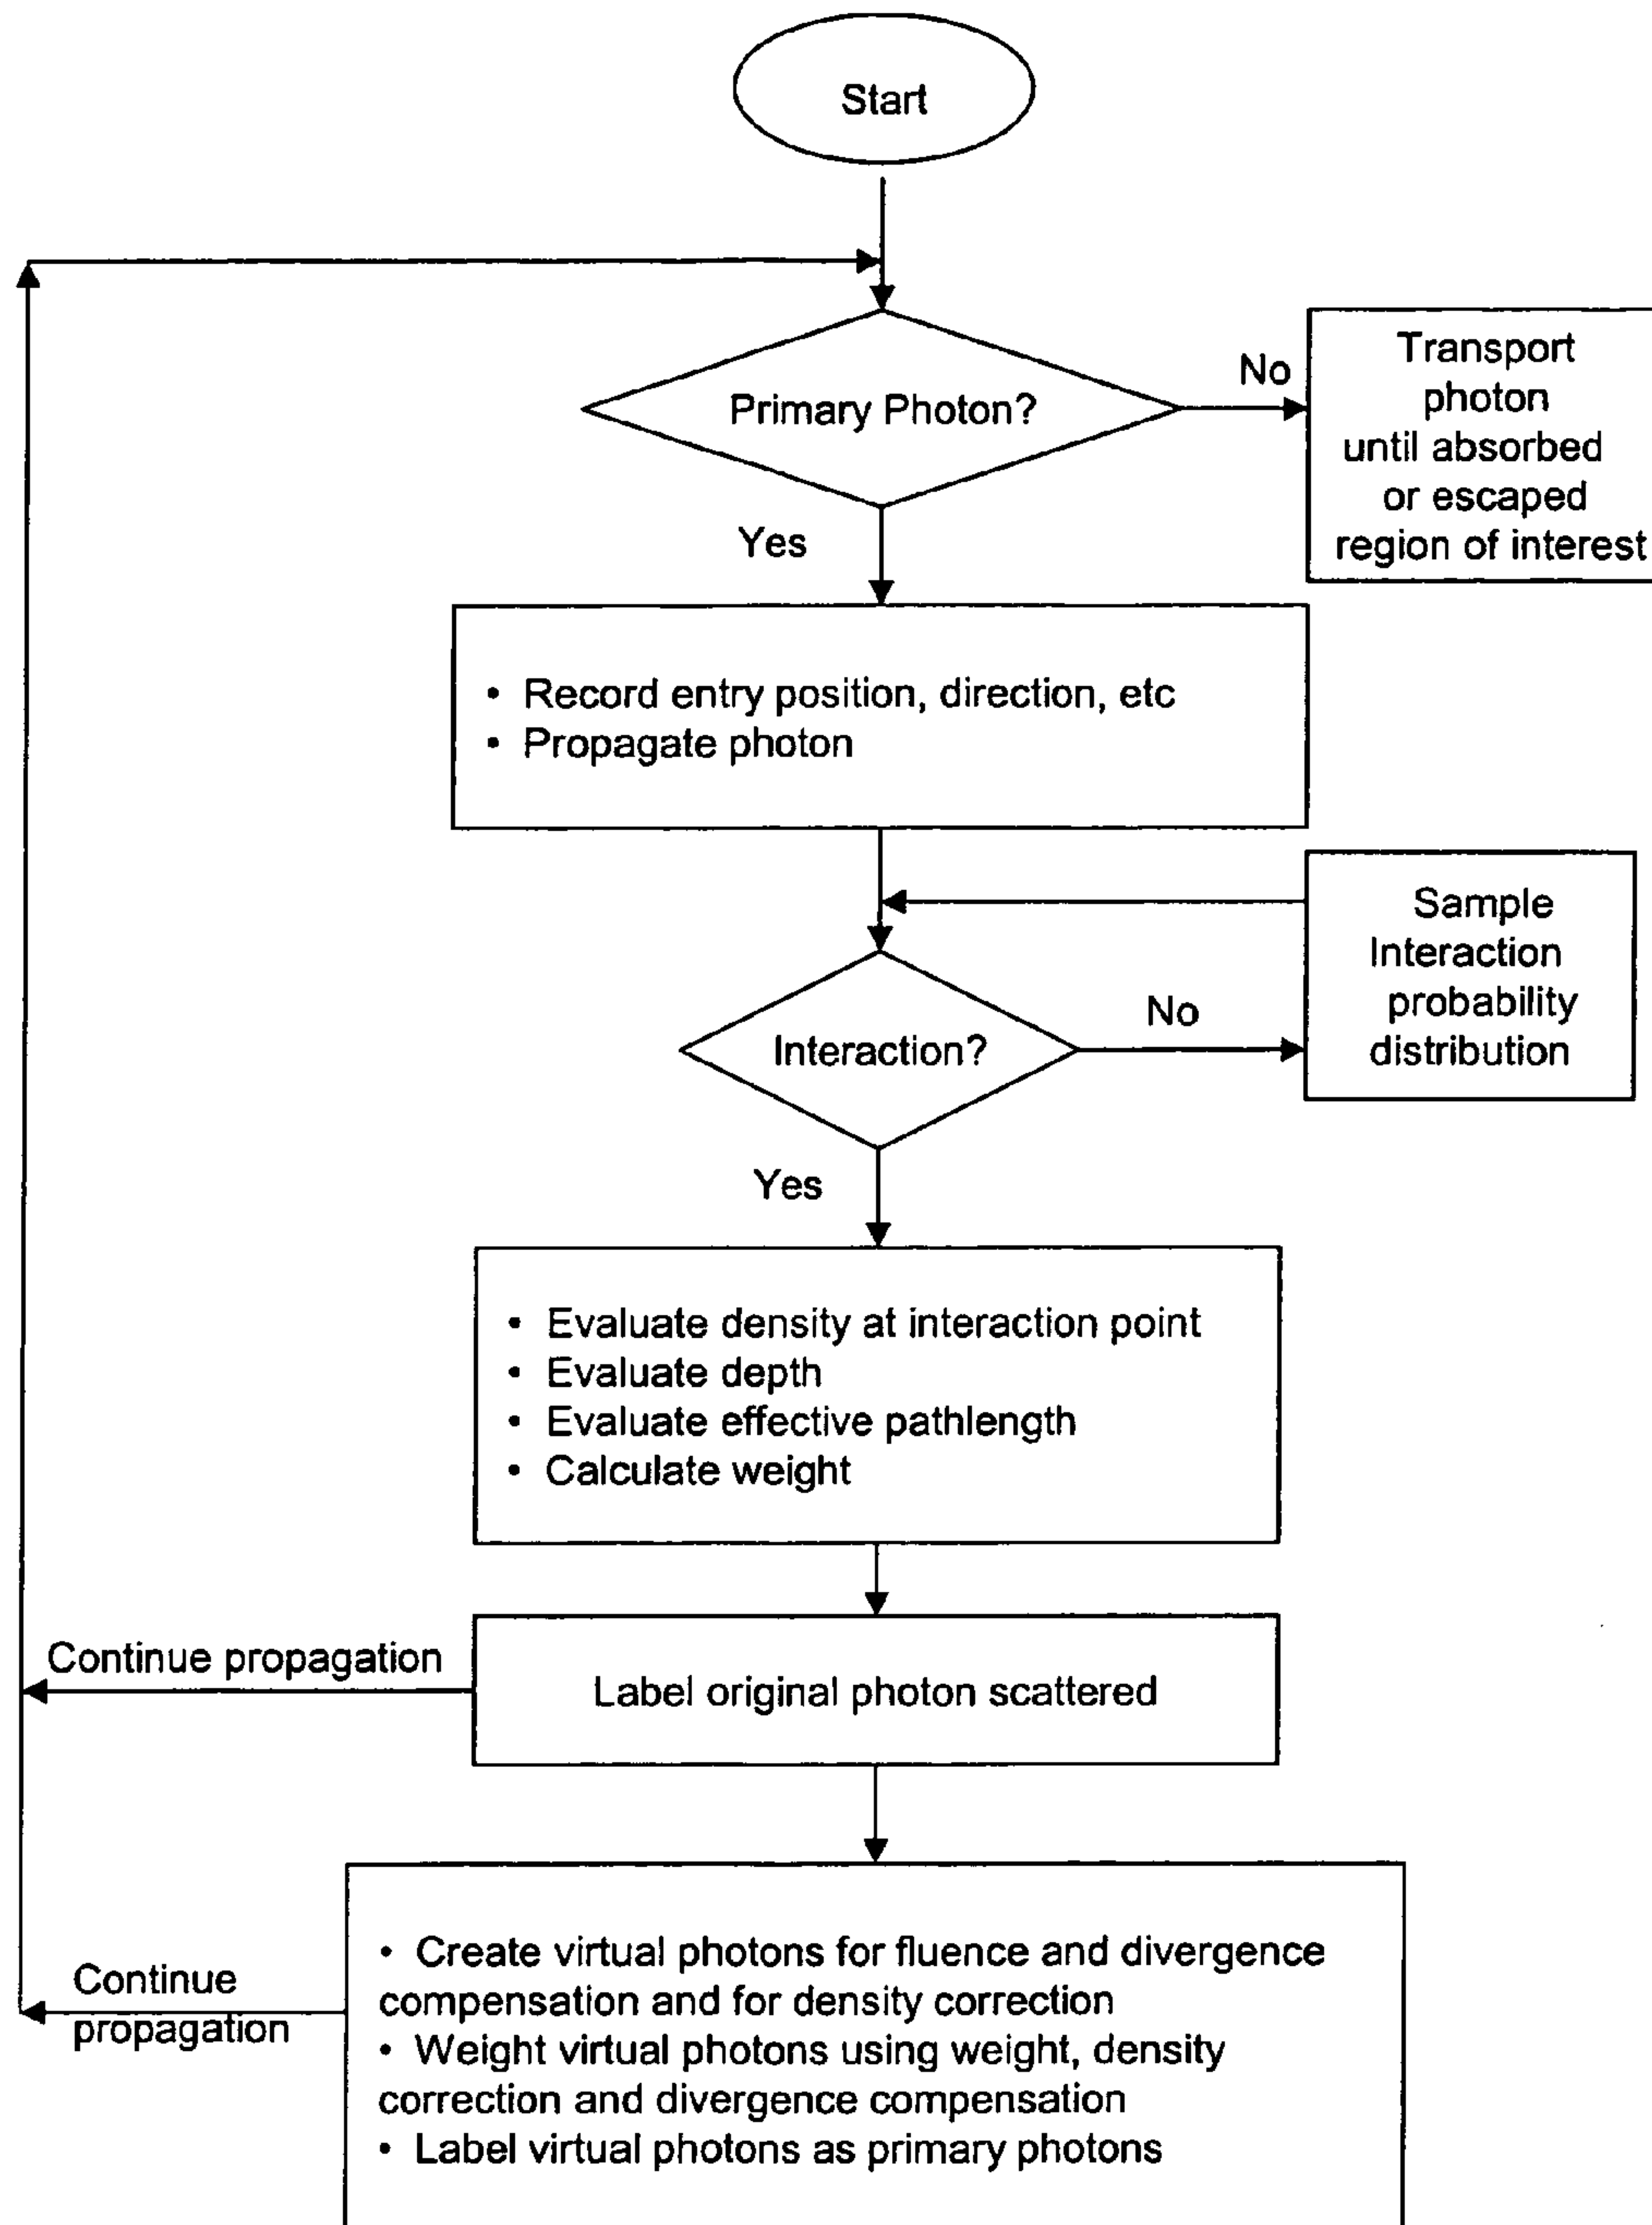 Start
Primary Photon?
No
Transport
photon
until absorbed
or escaped
region of interest
Yes
• Record entry position, direction, etc
• Propagate photon
Sample
Interaction
probability
distribution
No
Interaction?
Yes
• Evaluate density at interaction point
• Evaluate depth
• Evaluate effective pathlength
• Calculate weight
Continue propagation
Label original photon scattered
Continue
propagation
• Create virtual photons for fluence and divergence
compensation and for density correction
• Weight virtual photons using weight, density
correction and divergence compensation
• Label virtual photons as primary photons